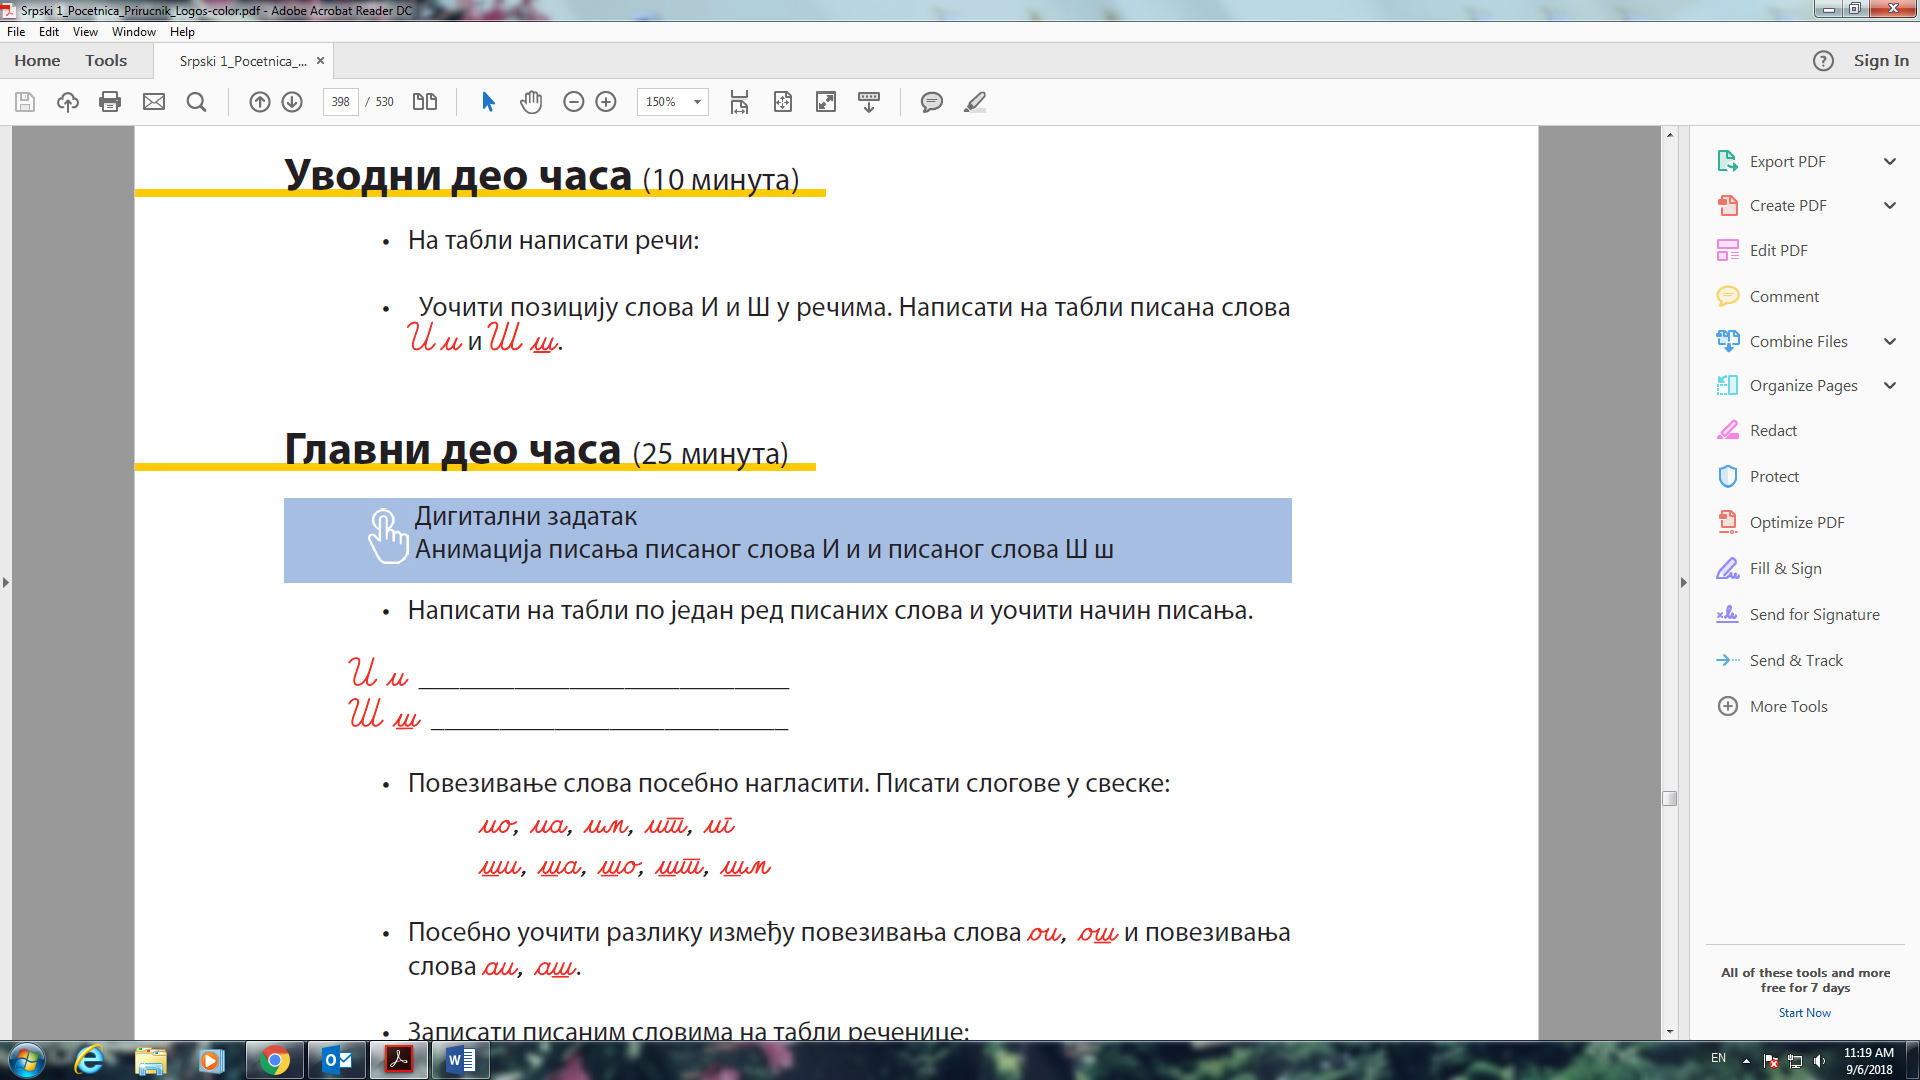 Srpski 1_Pocetnica_Prirucnik_Logos-color.pdf - Adobe Acrobat Reader DC
File Edit View Window Help
Home Tools Srpski 1_Pocetnica_... × Sign In
398 / 530 150%
Уводни део часа (10 минута)
• На табли написати речи:
• Уочити позицију слова И и Ш у речима. Написати на табли писана слова
И и и Ш ш.
Главни део часа (25 минута)
Дигитални задатак
Анимација писања писаног слова И и и писаног слова Ш ш
• Написати на табли по један ред писаних слова и уочити начин писања.
И и ___________________________
Ш ш __________________________
• Повезивање слова посебно нагласити. Писати слогове у свеске:
ио, иа, им, ит, иї
ши, ша, шо, шт, шм
• Посебно уочити разлику између повезивања слова ои, ош и повезивања
слова аи, аш.
• Записати писаним словима на табли реченице:
Export PDF
Create PDF
Edit PDF
Comment
Combine Files
Organize Pages
Redact
Protect
Optimize PDF
Fill & Sign
Send for Signature
Send & Track
More Tools
All of these tools and more
free for 7 days
Start Now
EN
11:19 AM
9/6/2018